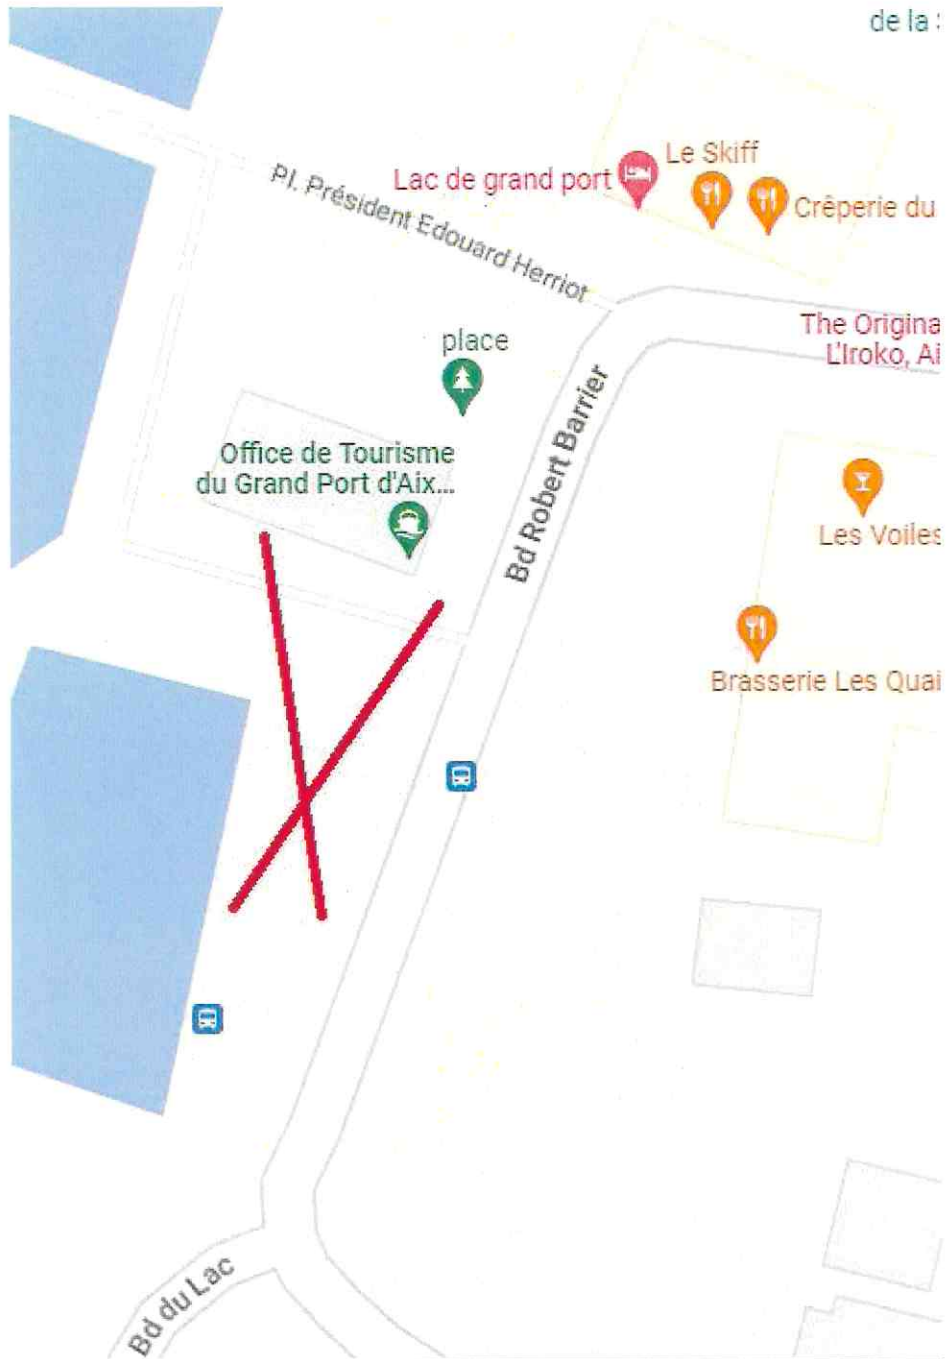 de la
Le Skiff
Lac de grand port
Crêperie du
Pl. Président Edouard Herriot
The Origina
L'Iroko, Ai
place
Bd Robert Barrier
Office de Tourisme
du Grand Port d'Aix...
Les Voiles
Brasserie Les Quai
Bd du Lac